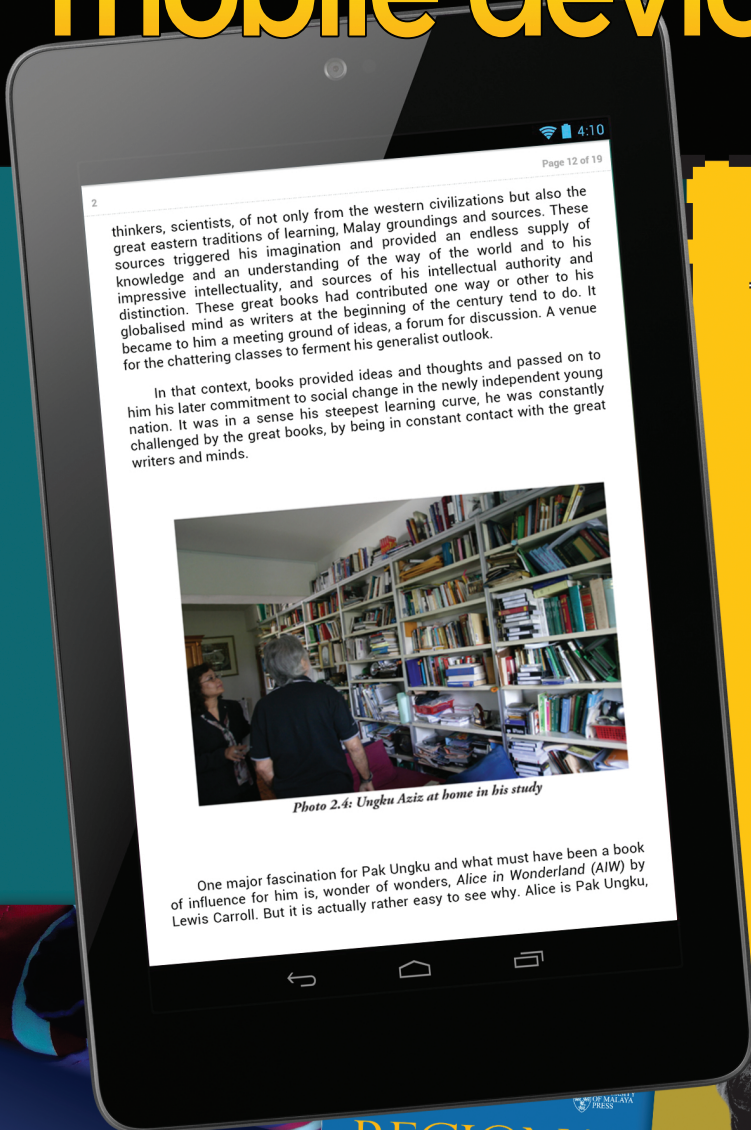 mobile devic
4:10
2
Page 12 of 19
thinkers, scientists, of not only from the western civilizations but also the
great eastern traditions of learning, Malay groundings and sources. These
sources triggered his imagination and provided an endless supply of
knowledge and an understanding of the way of the world and to his
impressive intellectuality, and sources of his intellectual authority and
distinction. These great books had contributed one way or other to his
globalised mind as writers at the beginning of the century tend to do. It
became to him a meeting ground of ideas, a forum for discussion. A venue
for the chattering classes to ferment his generalist outlook.
In that context, books provided ideas and thoughts and passed on to
him his later commitment to social change in the newly independent young
nation. It was in a sense his steepest learning curve, he was constantly
challenged by the great books, by being in constant contact with the great
writers and minds.
Photo 2.4: Ungku Aziz at home in his study
One major fascination for Pak Ungku and what must have been a book
of influence for him is, wonder of wonders, Alice in Wonderland (AIW) by
Lewis Carroll. But it is actually rather easy to see why. Alice is Pak Ungku,
OF MALAYA
PRESS